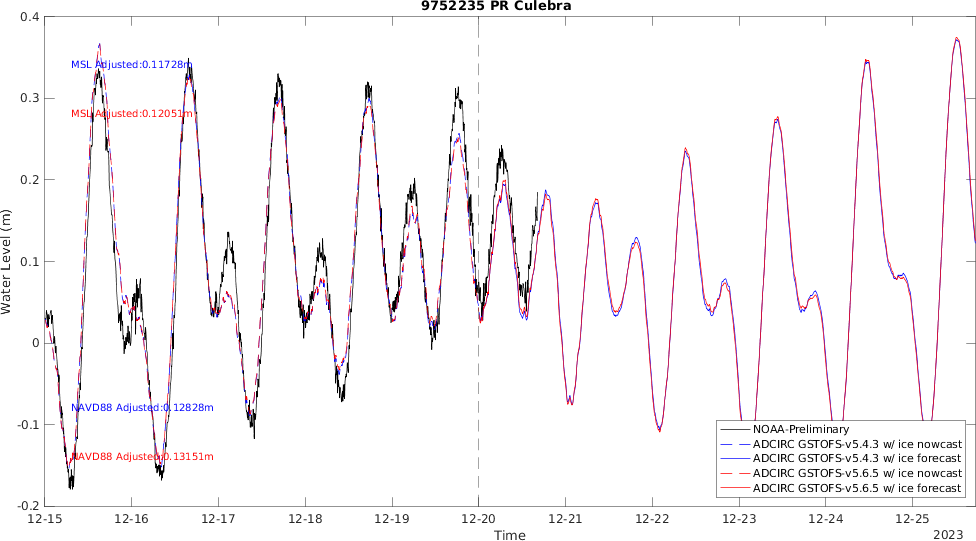 9752235 PR Culebra
0.4
0.3
0.2
0.1
0
-0.1
-0.2
Water Level (m)
MSL Adjusted:0.11728m
MSL Adjusted:0.12051m
NAVD88 Adjusted:0.12828m
NAVD88 Adjusted:0.13151m
NOAA-Preliminary
ADCIRC GSTOFS-v5.4.3 w/ ice nowcast
ADCIRC GSTOFS-v5.4.3 w/ ice forecast
ADCIRC GSTOFS-v5.6.5 w/ ice nowcast
ADCIRC GSTOFS-v5.6.5 w/ ice forecast
12-15 12-16 12-17 12-18 12-19 12-20 12-21 12-22 12-23 12-24 12-25
Time
2023